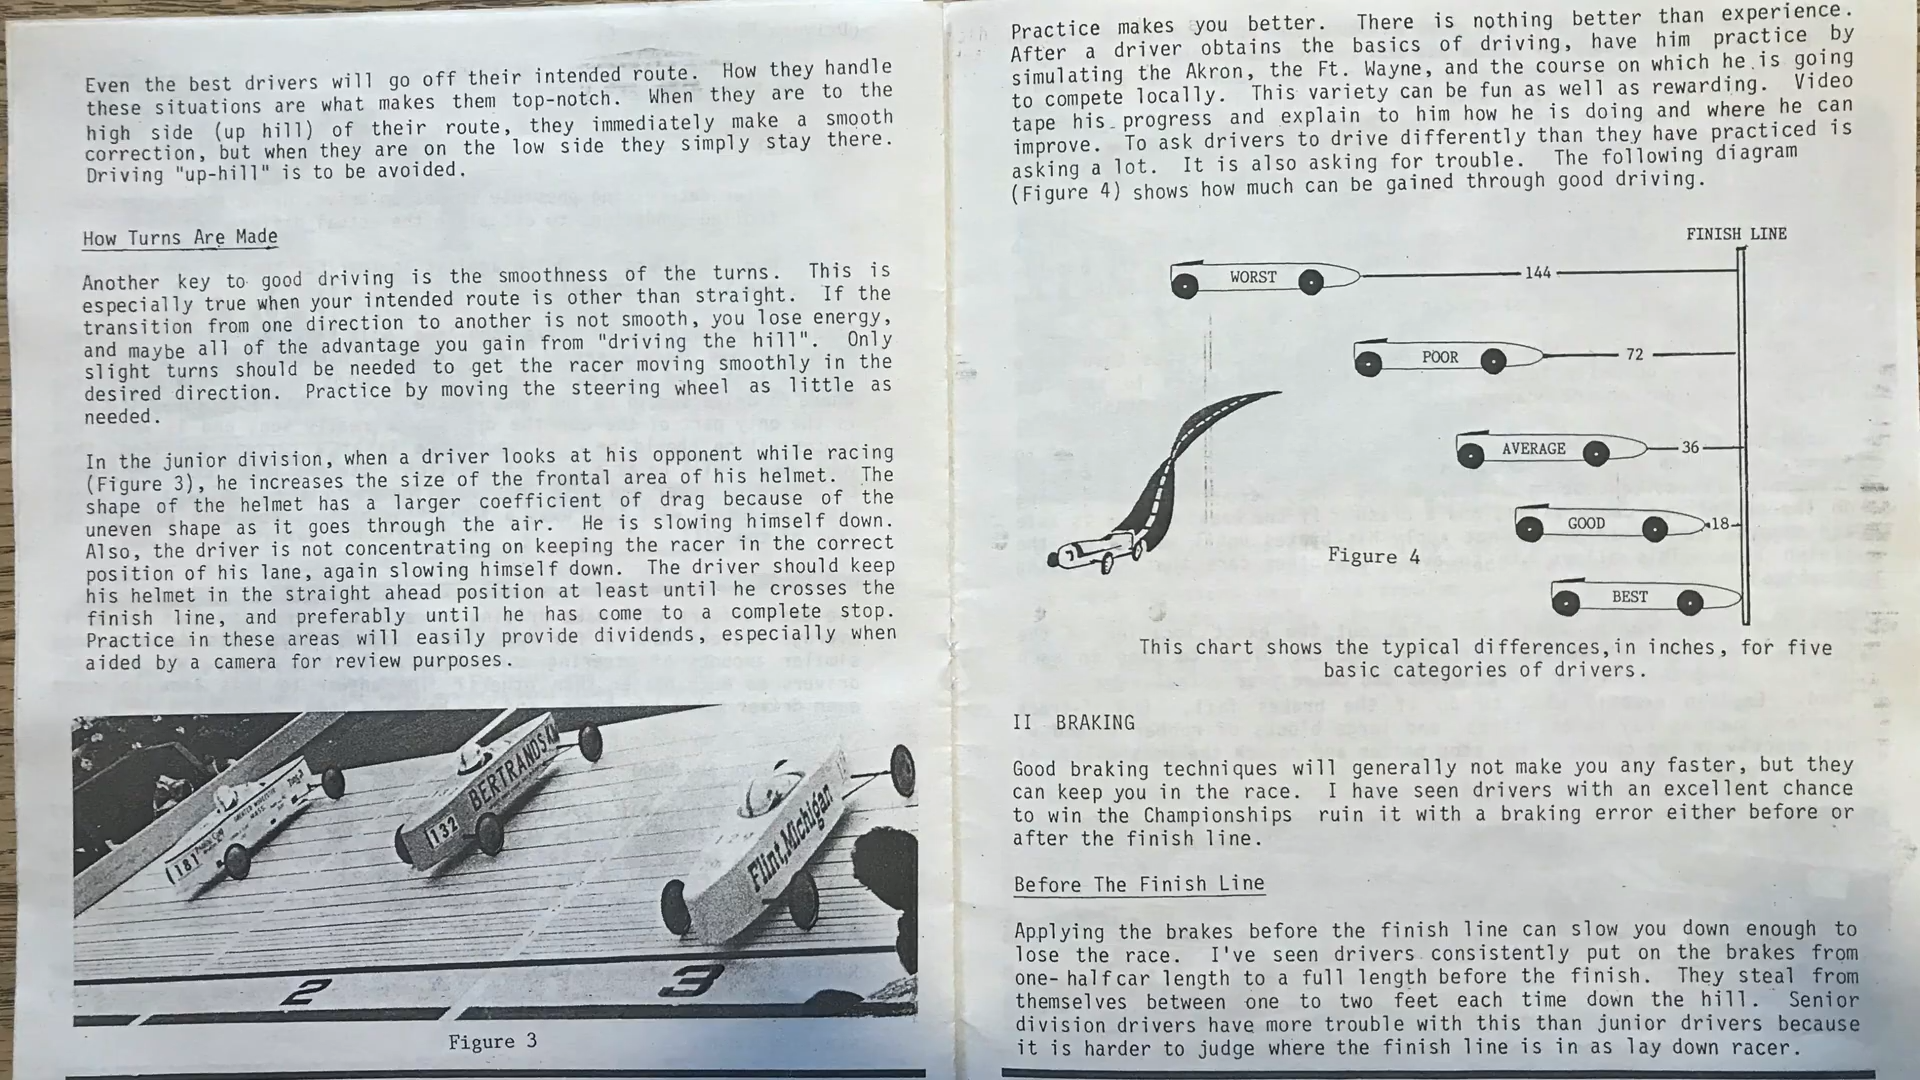 Even the best drivers will go off their intended route. How they handle
these situations are what makes them top-notch. When they are to the
high side (up hill) of their route, they immediately make a smooth
correction, but when they are on the low side they simply stay there.
Driving "up-hill" is to be avoided.
How Turns Are Made
Another key to good driving is the smoothness of the turns. This is
especially true when your intended route is other than straight. If the
transition from one direction to another is not smooth, you lose energy,
and maybe all of the advantage you gain from "driving the hill". Only
slight turns should be needed to get the racer moving smoothly in the
desired direction. Practice by moving the steering wheel as little as
needed.
In the junior division, when a driver looks at his opponent while racing
(Figure 3), he increases the size of the frontal area of his helmet. The
shape of the helmet has a larger coefficient of drag because of the
uneven shape as it goes through the air. He is slowing himself down.
Also, the driver is not concentrating on keeping the racer in the correct
position of his lane, again slowing himself down. The driver should keep
his helmet in the straight ahead position at least until he crosses the
finish line, and preferably until he has come to a complete stop.
Practice in these areas will easily provide dividends, especially when
aided by a camera for review purposes.
181
132
BERTRANDSKI
Flint, Michigan
2
3
Figure 3
Practice makes you better. There is nothing better than experience.
After a driver obtains the basics of driving, have him practice by
simulating the Akron, the Ft. Wayne, and the course on which he is going
to compete locally. This variety can be fun as well as rewarding. Video
tape his progress and explain to him how he is doing and where he can
improve. To ask drivers to drive differently than they have practiced is
asking a lot. It is also asking for trouble. The following diagram
(Figure 4) shows how much can be gained through good driving.
FINISH LINE
WORST 144
POOR 72
AVERAGE 36
GOOD 18
7
Figure 4
BEST
This chart shows the typical differences, in inches, for five
basic categories of drivers.
II BRAKING
Good braking techniques will generally not make you any faster, but they
can keep you in the race. I have seen drivers with an excellent chance
to win the Championships ruin it with a braking error either before or
after the finish line.
Before The Finish Line
Applying the brakes before the finish line can slow you down enough to
lose the race. I've seen drivers consistently put on the brakes from
one-half car length to a full length before the finish. They steal from
themselves between one to two feet each time down the hill. Senior
division drivers have more trouble with this than junior drivers because
it is harder to judge where the finish line is in as lay down racer.